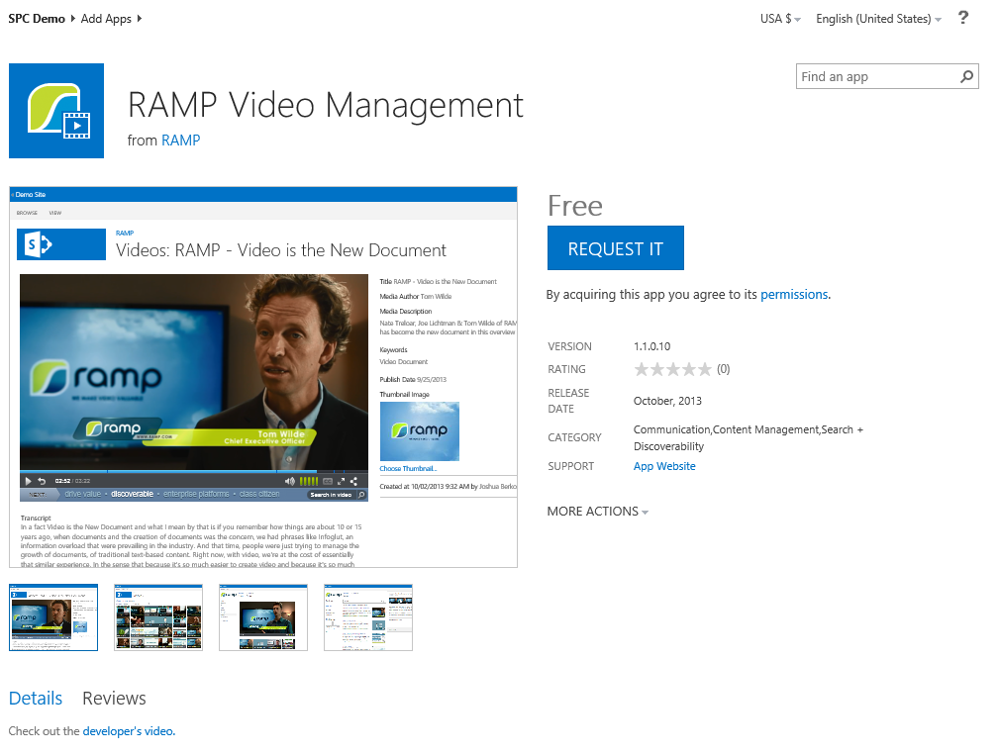 SPC Demo Add Apps
USA $ English (United States) ?
Find an app
RAMP Video Management
from RAMP
Demo Site
BROWSE VIEW
S
RAMP
Videos: RAMP - Video is the New Document
ramp
WE MAKE VIDEO VALUABLE
ramp
WWW.RAMP.COM
Tom Wilde
Chief Executive Officer
02:52 / 03:22
NEXT: drive value • discoverable • enterprise platforms • class citizen Search in video
Title RAMP - Video is the New Document
Media Author Tom Wilde
Media Description
Nate Treloar, Joe Lichtman & Tom Wilde of RAM
has become the new document in this overview
Keywords
Video Document
Publish Date 9/25/2013
Thumbnail Image
ramp
Choose Thumbnail...
Created at 10/02/2013 9:32 AM by Joshua Berko
Transcript
In a fact Video is the New Document and what I mean by that is if you remember how things are about 10 or 15
years ago, when documents and the creation of documents was the concern, we had phrases like Infoglut, an
information overload that were prevailing in the industry. And that time, people were just trying to manage the
growth of documents, of traditional text-based content. Right now, with video, we're at the cost of essentially
that similar experience. In the sense that because it's so much easier to create video and because it's so much
Free
REQUEST IT
By acquiring this app you agree to its permissions.
VERSION 1.1.0.10
RATING (0)
RELEASE
DATE October, 2013
CATEGORY Communication,Content Management,Search +
Discoverability
SUPPORT App Website
MORE ACTIONS
Details Reviews
Check out the developer's video.